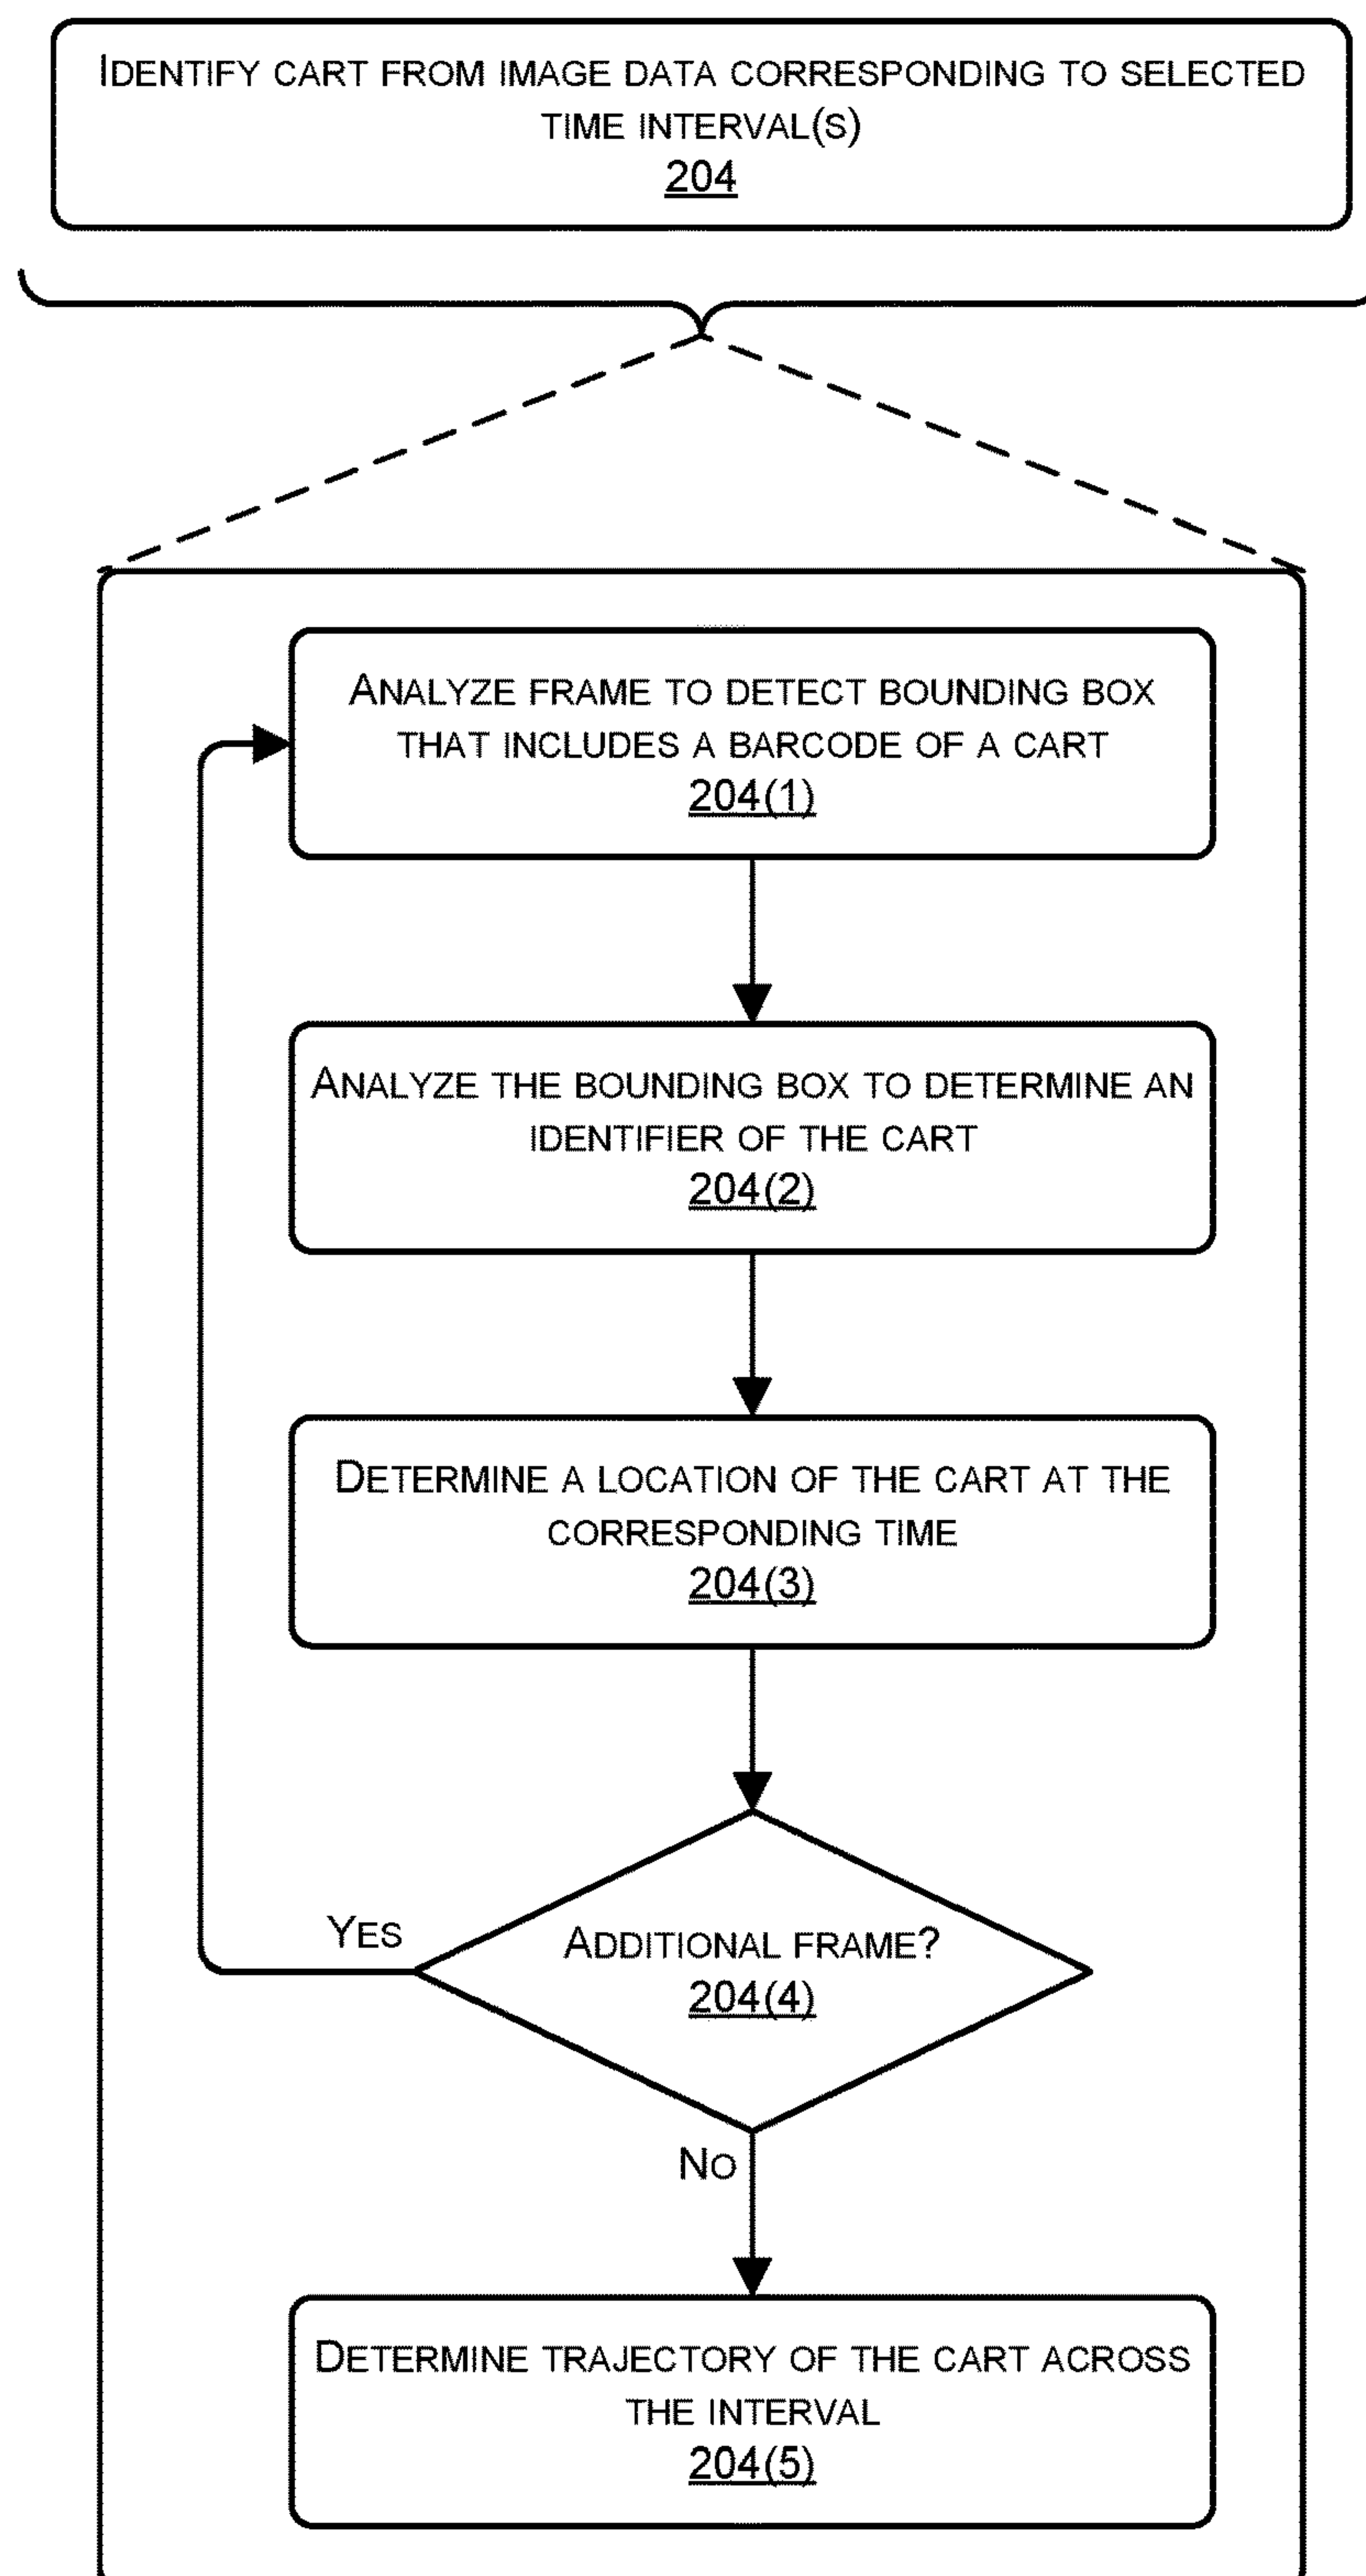 IDENTIFY CART FROM IMAGE DATA CORRESPONDING TO SELECTED
TIME INTERVAL(S)
204
ANALYZE FRAME TO DETECT BOUNDING BOX
THAT INCLUDES A BARCODE OF A CART
204(1)
ANALYZE THE BOUNDING BOX TO DETERMINE AN
IDENTIFIER OF THE CART
204(2)
DETERMINE A LOCATION OF THE CART AT THE
CORRESPONDING TIME
204(3)
YES
ADDITIONAL FRAME?
204(4)
NO
DETERMINE TRAJECTORY OF THE CART ACROSS
THE INTERVAL
204(5)